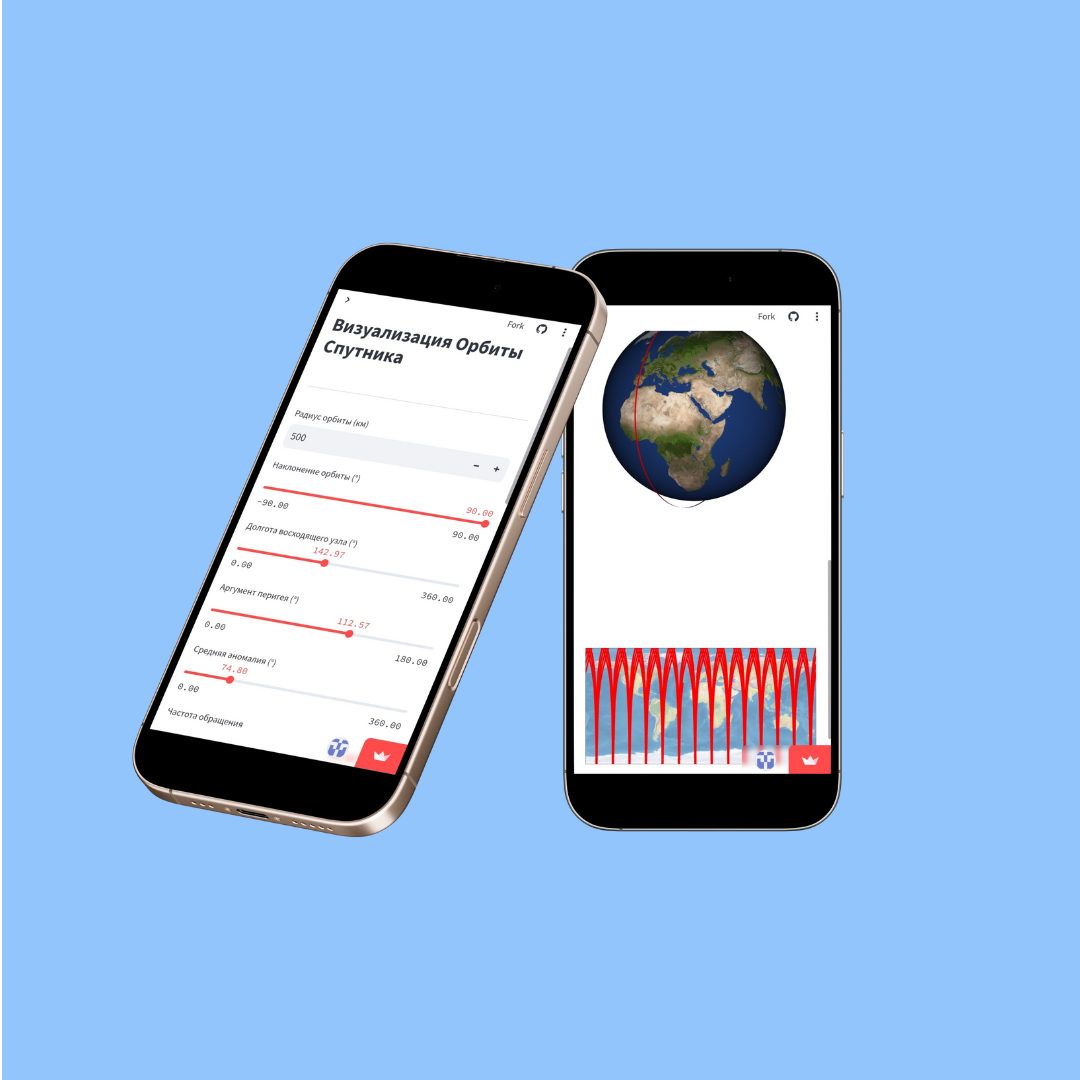 Fork
Визуализация Орбиты
Спутника
Радиус орбиты (км)
500
Наклонение орбиты (°)
90.00
-90.00
90.00
Долгота восходящего узла (°)
142.97
0.00
360.00
Аргумент перигея (°)
112.57
0.00
180.00
Средняя аномалия (°)
74.80
0.00
360.00
Частота обращения
Fork